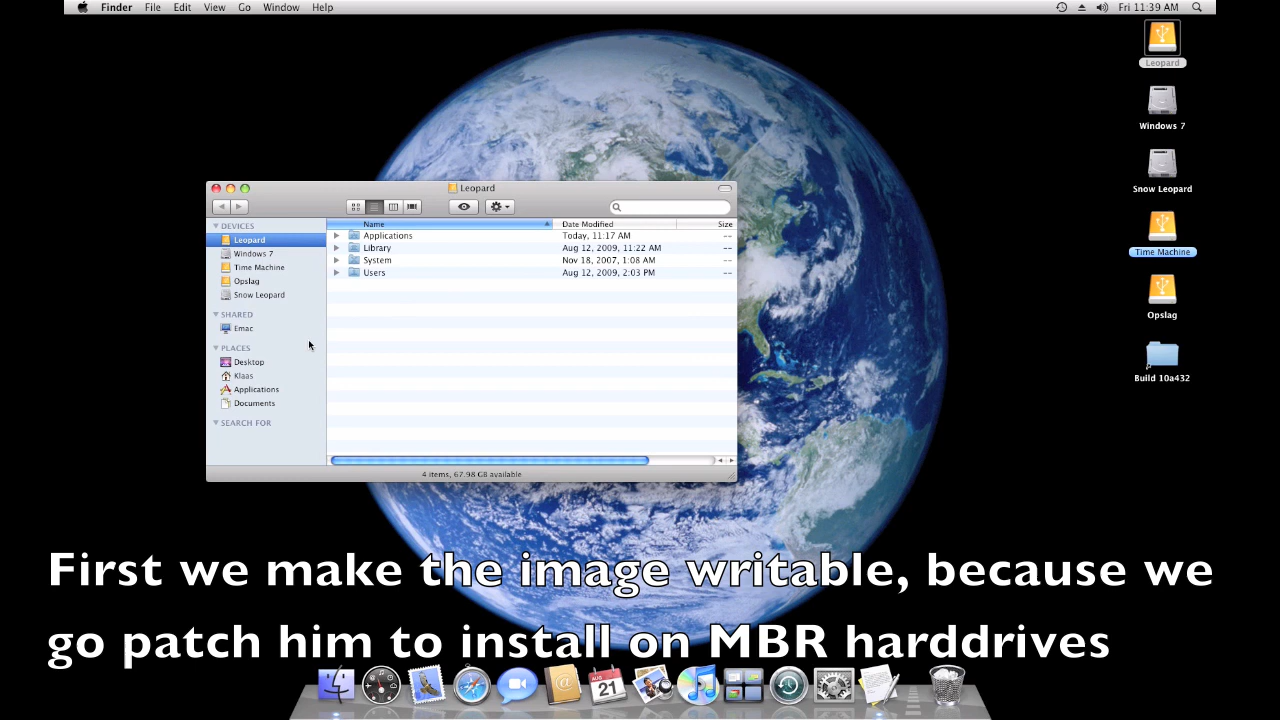 Finder File Edit View Go Window Help Fri 11:39 AM
Leopard
Windows 7
Snow Leopard
Time Machine
Opslag
Build 10a432
Leopard
DEVICES
Leopard
Windows 7
Time Machine
Opslag
Snow Leopard
SHARED
Emac
PLACES
Desktop
Klaas
Applications
Documents
SEARCH FOR
Name Date Modified Size
Applications Today, 11:17 AM --
Library Aug 12, 2009, 11:22 AM --
System Nov 18, 2007, 1:08 AM --
Users Aug 12, 2009, 2:03 PM --
4 items, 67.98 GB available
First we make the image writable, because we
go patch him to install on MBR harddrives
AUG
21